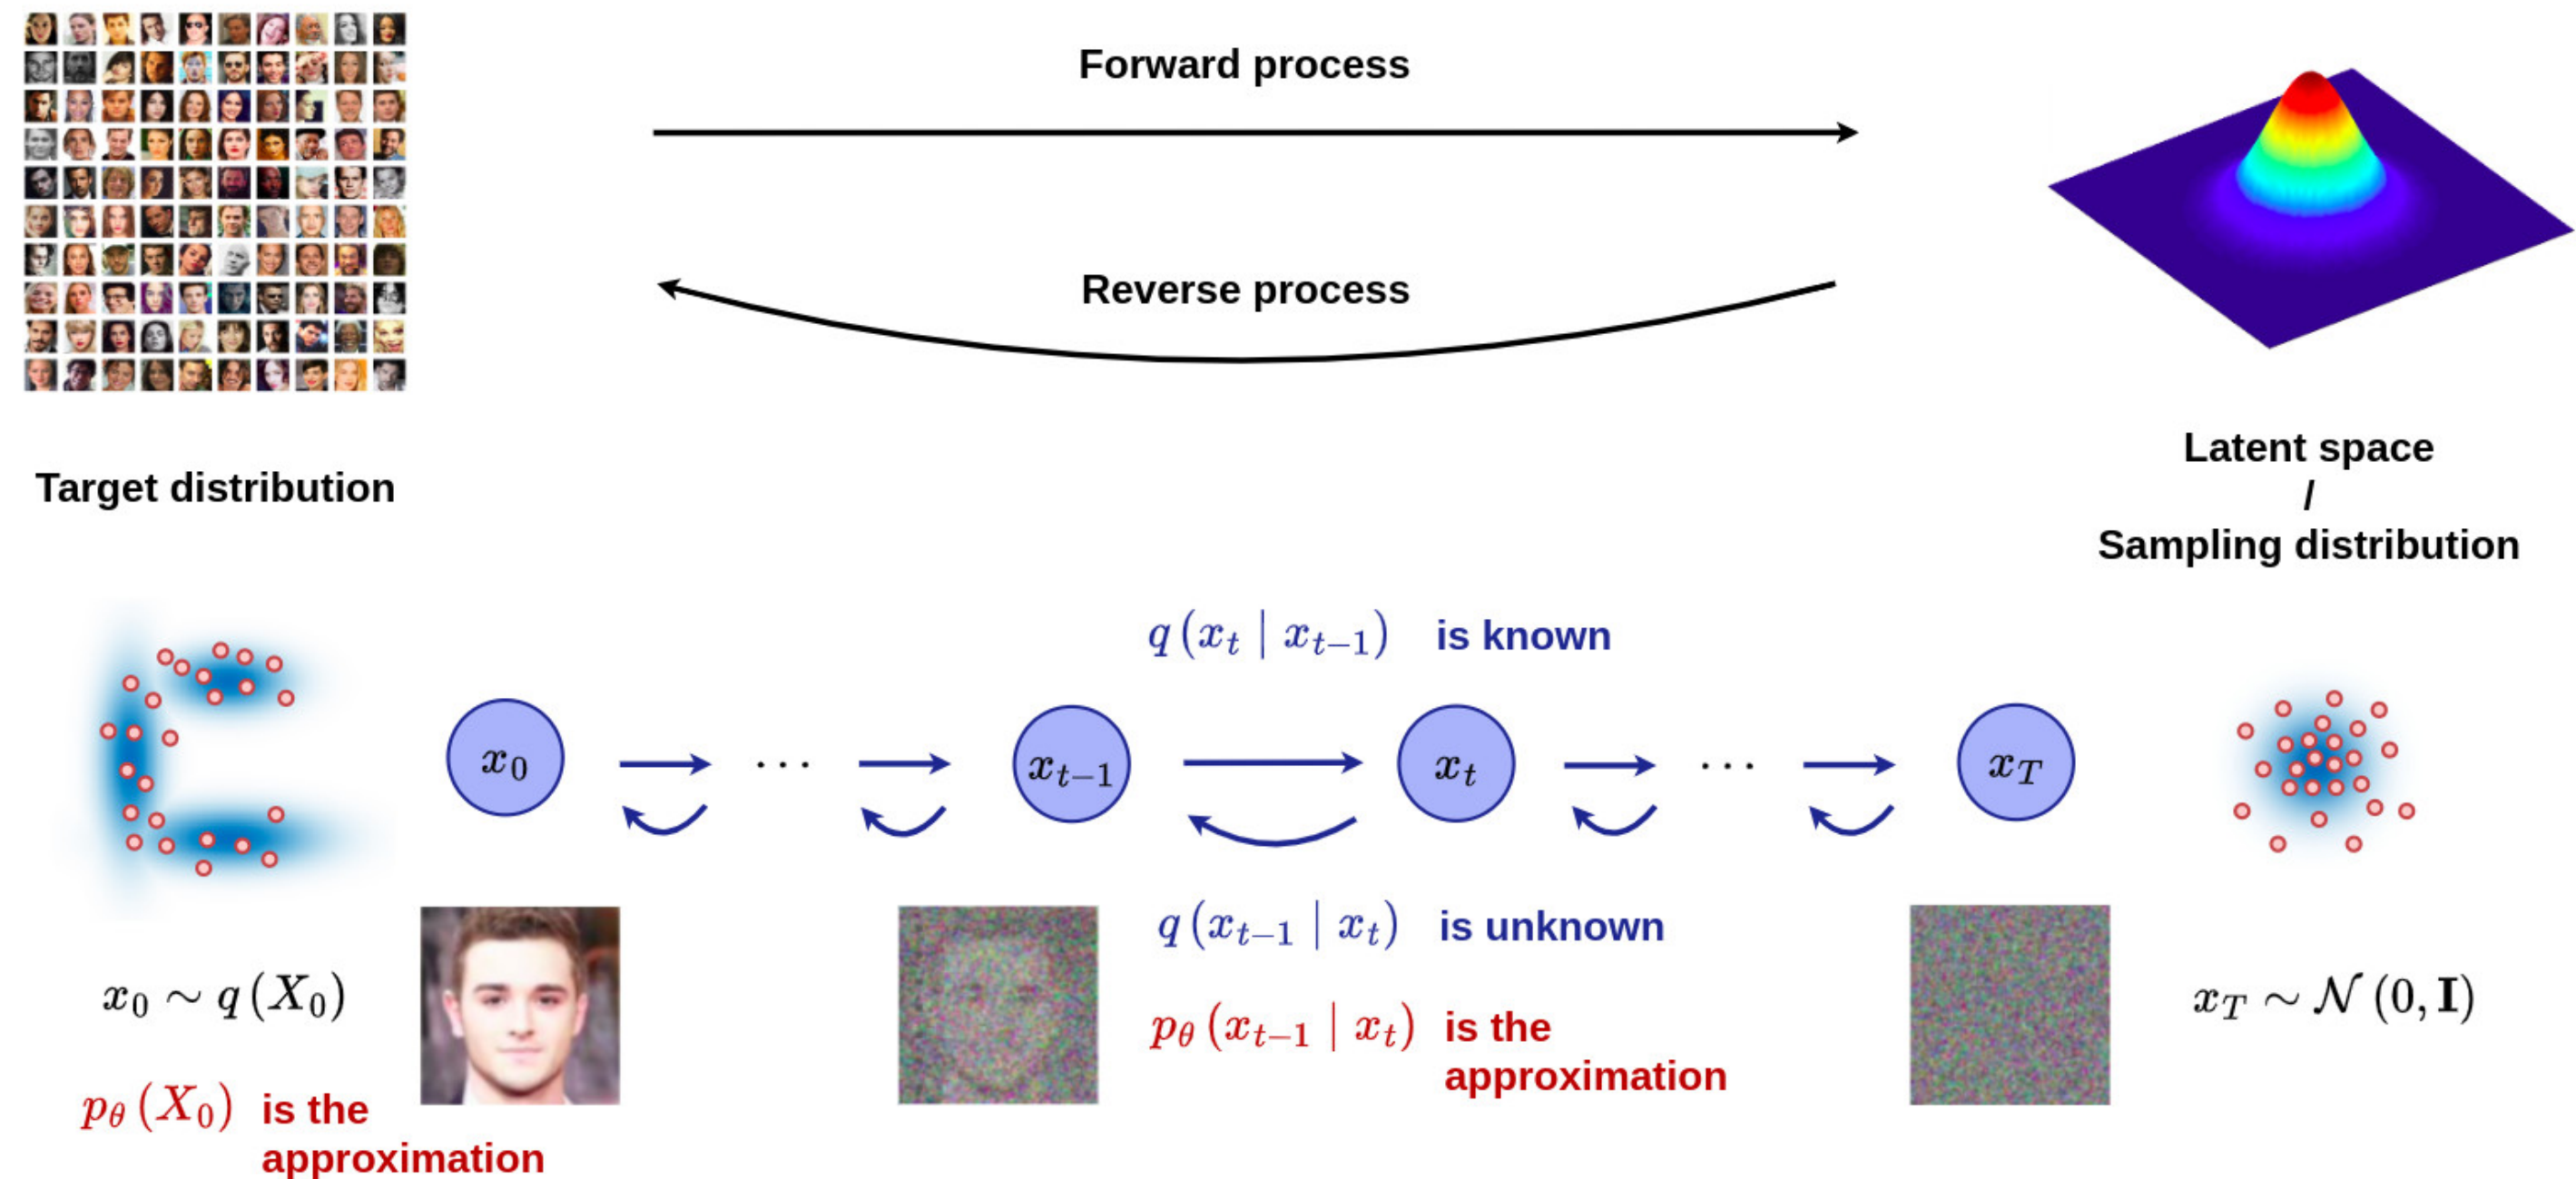 Forward process
Reverse process
Target distribution
Latent space
/
Sampling distribution
q(x_t | x_{t-1}) is known
x_0
...
x_{t-1}
x_t
...
x_T
q(x_{t-1} | x_t) is unknown
x_0 ∼ q(X_0)
p_θ(x_{t-1} | x_t) is the
approximation
x_T ∼ 𝒩(0, I)
p_θ(X_0) is the
approximation